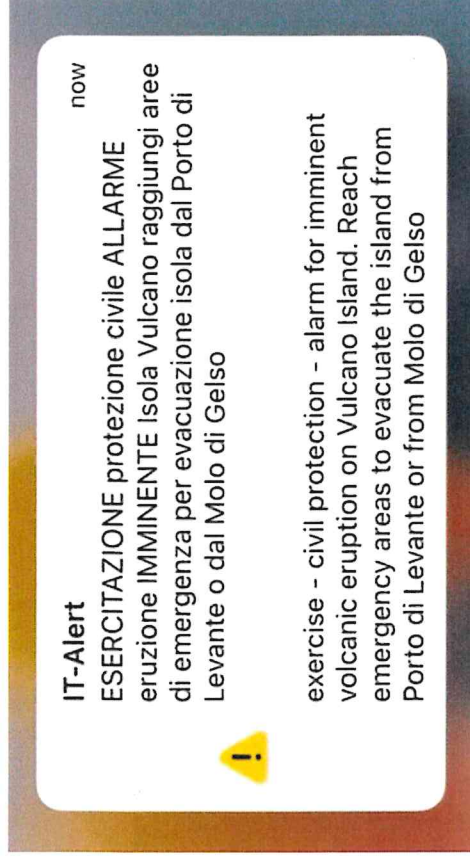 IT-Alert
now
ESERCITAZIONE protezione civile ALLARME
eruzione IMMINENTE Isola Vulcano raggiungi aree
di emergenza per evacuazione isola dal Porto di
Levante o dal Molo di Gelso
exercise - civil protection - alarm for imminent
volcanic eruption on Vulcano Island. Reach
emergency areas to evacuate the island from
Porto di Levante or from Molo di Gelso